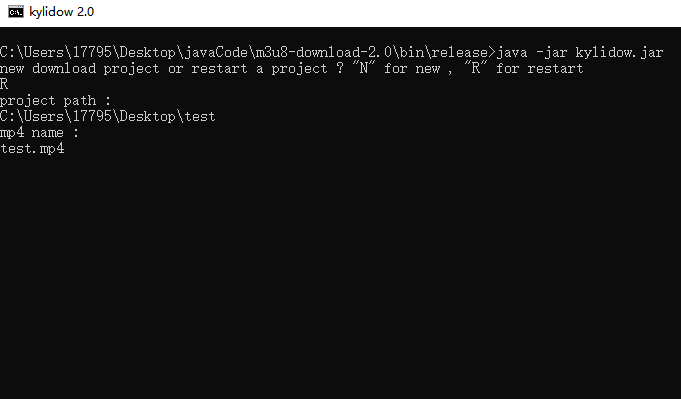 kylidow 2.0
C:\Users\17795\Desktop\javaCode\m3u8-download-2.0\bin\release>java -jar kylidow.jar
new download project or restart a project ? "N" for new , "R" for restart
R
project path :
C:\Users\17795\Desktop\test
mp4 name :
test.mp4